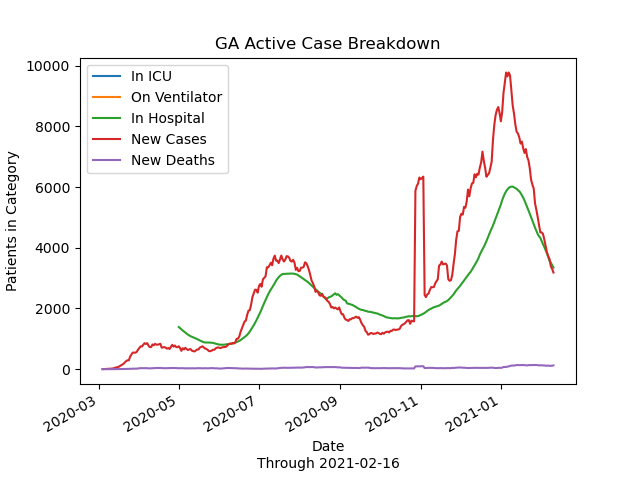 GA Active Case Breakdown
In ICU
On Ventilator
In Hospital
New Cases
New Deaths
Patients in Category
10000
8000
6000
4000
2000
0
2020-03
2020-05
2020-07
2020-09
2020-11
2021-01
Date
Through 2021-02-16